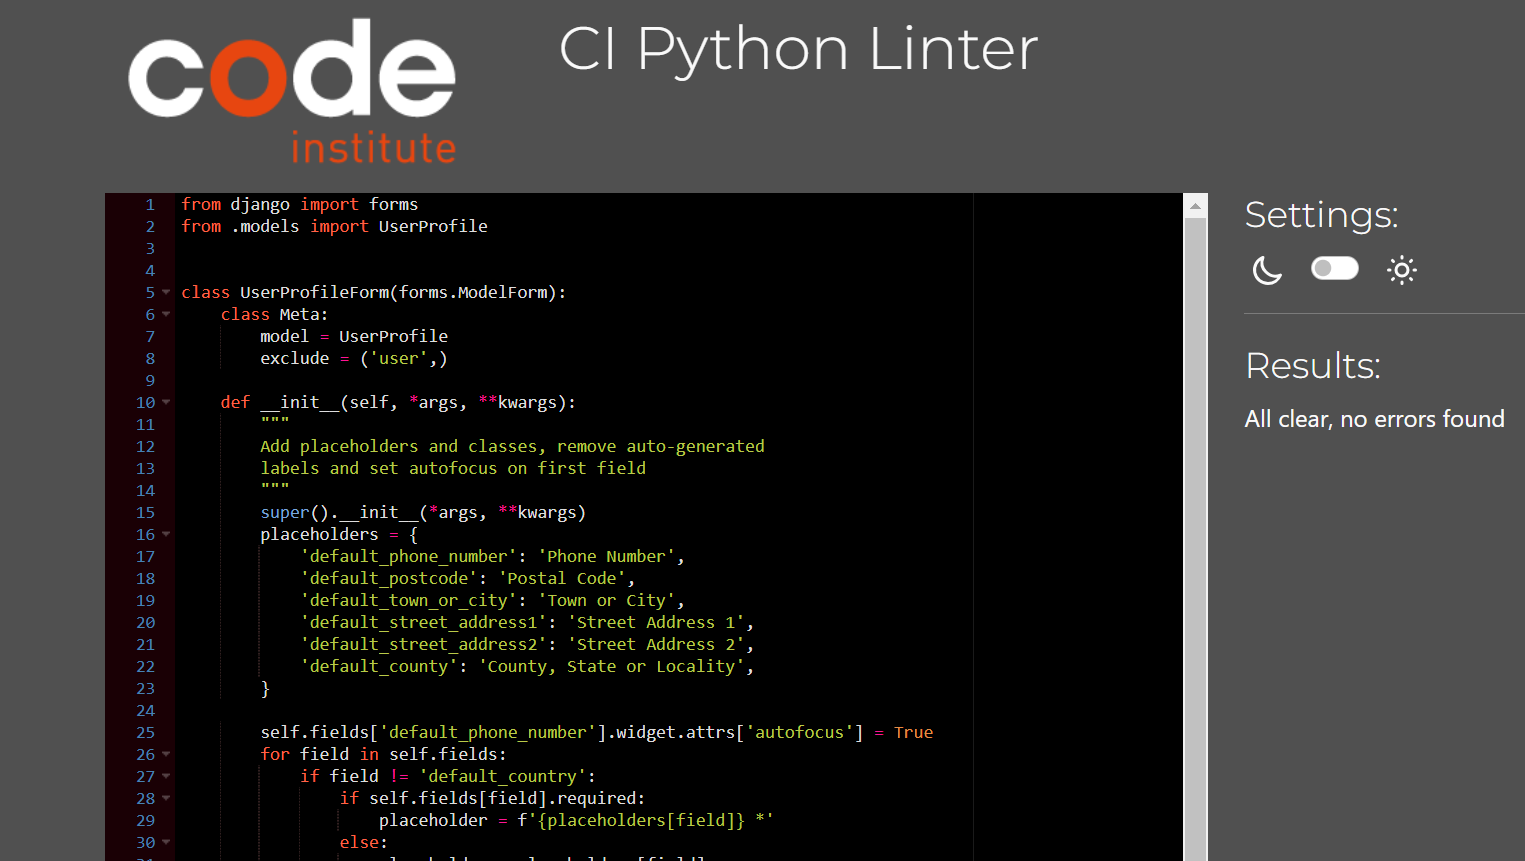 code
institute
CI Python Linter
1 from django import forms
2 from .models import UserProfile
3
4
5 class UserProfileForm(forms.ModelForm):
6     class Meta:
7         model = UserProfile
8         exclude = ('user',)
9
10     def __init__(self, *args, **kwargs):
11         """
12         Add placeholders and classes, remove auto-generated
13         labels and set autofocus on first field
14         """
15         super().__init__(*args, **kwargs)
16         placeholders = {
17             'default_phone_number': 'Phone Number',
18             'default_postcode': 'Postal Code',
19             'default_town_or_city': 'Town or City',
20             'default_street_address1': 'Street Address 1',
21             'default_street_address2': 'Street Address 2',
22             'default_county': 'County, State or Locality',
23         }
24
25         self.fields['default_phone_number'].widget.attrs['autofocus'] = True
26         for field in self.fields:
27             if field != 'default_country':
28                 if self.fields[field].required:
29                     placeholder = f'{placeholders[field]} *'
30                 else:
Settings:
Results:
All clear, no errors found